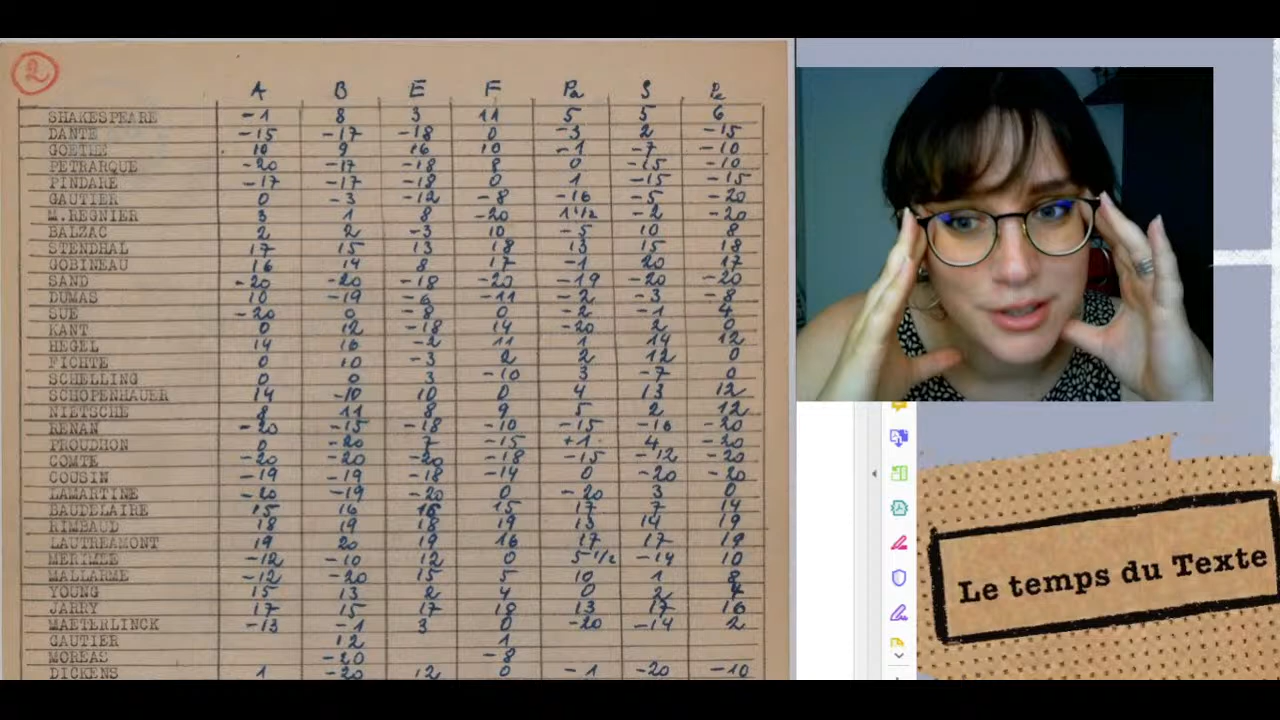 2
A B E F Pa S Pe
SHAKESPEARE -1 8 3 11 5 5 6
DANTE -15 -17 -18 0 -3 2 -15
GOETHE 10 9 16 10 -1 -7 -10
PETRARQUE -20 -17 -18 8 0 -15 -10
PINDARE -17 -17 -18 0 1 -15 -15
GAUTIER 0 -3 -12 -8 -16 -5 -20
M.REGNIER 3 1 8 -20 1 1/2 -2 -20
BALZAC 2 2 -3 10 -5 10 8
STENDHAL 17 15 13 18 13 15 18
GOBINEAU 16 14 8 17 -1 20 17
SAND -20 -20 -18 -20 -19 -20 -20
DUMAS 10 -19 -6 -11 -2 -3 -8
SUE -20 0 -8 0 -2 -1 4
KANT 0 12 -18 14 -20 2 0
HEGEL 14 16 -2 11 1 14 12
FICHTE 0 10 -3 2 2 12 0
SCHELLING 0 0 3 -10 3 -7 0
SCHOPENHAUER 14 -10 10 0 4 13 12
NIETSCHE 8 11 8 9 5 2 12
RENAN -20 -15 -18 -10 -15 -16 -20
PROUDHON 0 -20 7 -15 +1 4 -20
COMTE -20 -20 -20 -18 -15 -12 -20
COUSIN -19 -19 -18 -14 0 -20 -20
LAMARTINE -20 -19 -20 0 -20 3 0
BAUDELAIRE 15 16 16 15 17 7 14
RIMBAUD 18 19 18 19 13 14 19
LAUTREAMONT 19 20 19 16 17 17 19
MERIMEE -12 -10 12 0 5 1/2 -14 10
MALLARME -12 -20 15 5 10 1 8
YOUNG 15 13 2 4 0 2
JARRY 17 15 17 18 13 17 16
MAETERLINCK -13 -1 3 0 -20 -14 2
GAUTIER 12 1
MOREAS -20 -8
DICKENS 1 -20 12 0 -1 -20 -10
Le temps du Texte